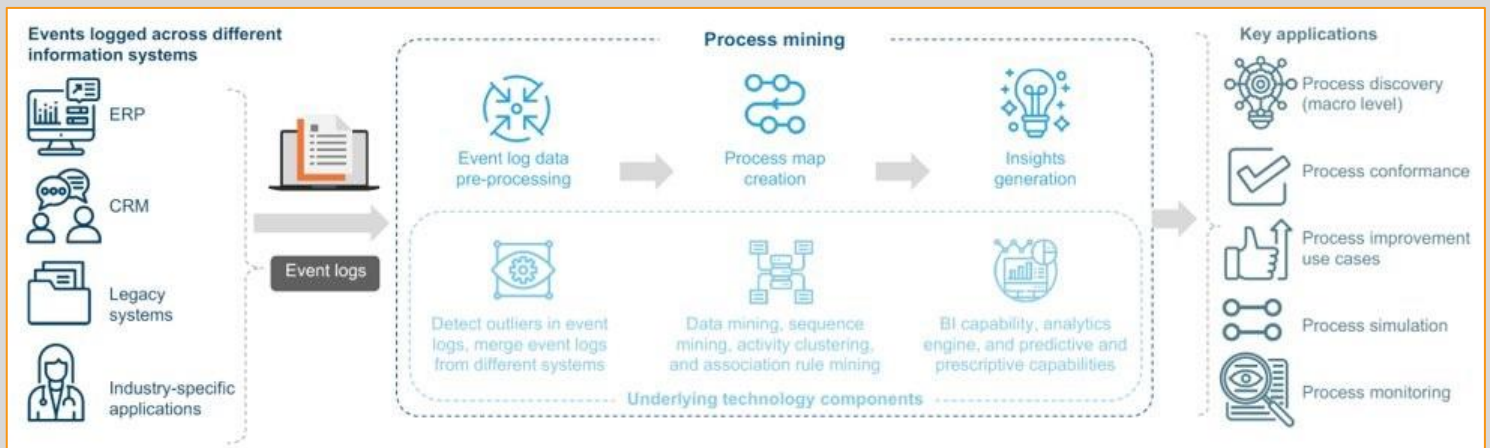 Events logged across different
information systems
ERP
CRM
Legacy
systems
Industry-specific
applications
Event logs
Process mining
Event log data
pre-processing
Process map
creation
Insights
generation
Detect outliers in event
logs, merge event logs
from different systems
Data mining, sequence
mining, activity clustering,
and association rule mining
BI capability, analytics
engine, and predictive and
prescriptive capabilities
Underlying technology components
Key applications
Process discovery
(macro level)
Process conformance
Process improvement
use cases
Process simulation
Process monitoring